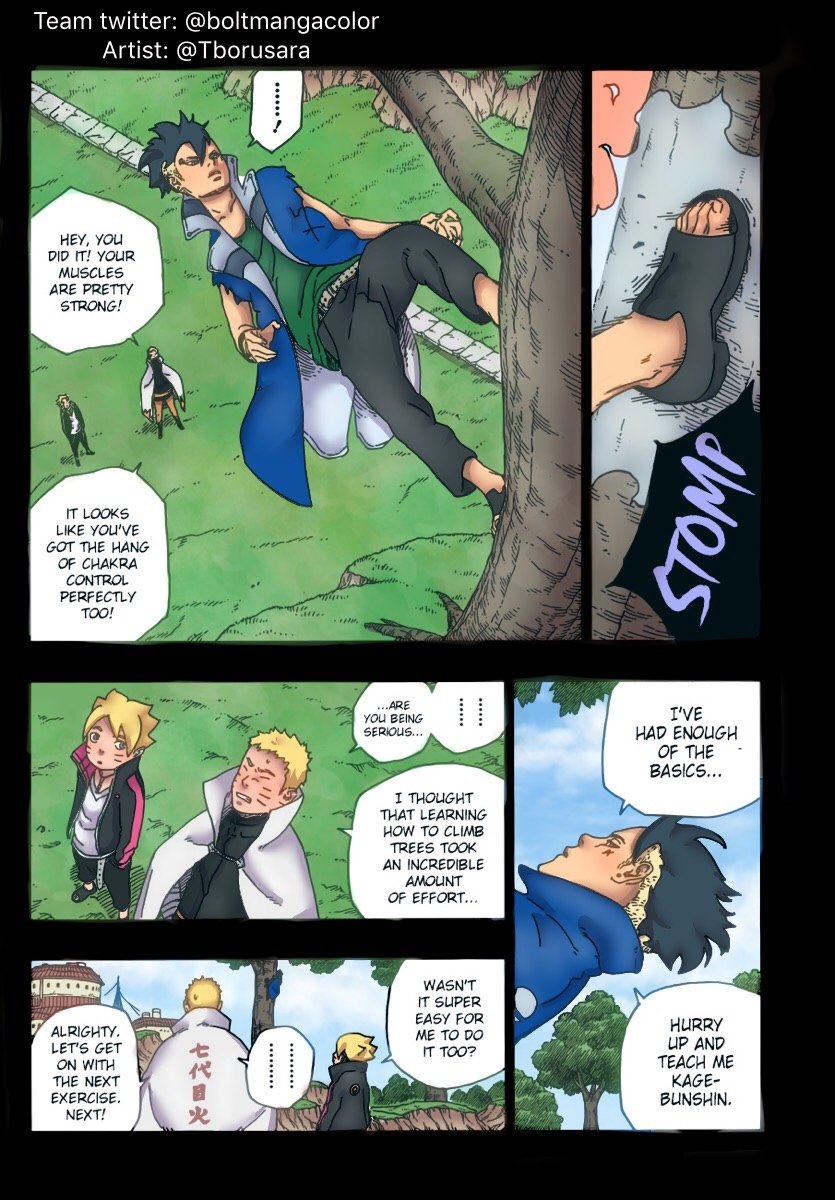 Team twitter: @boltmangacolor
Artist: @Tborusara
STOMP
......!
HEY, YOU
DID IT! YOUR
MUSCLES
ARE PRETTY
STRONG!
IT LOOKS
LIKE YOU'VE
GOT THE HANG
OF CHAKRA
CONTROL
PERFECTLY
TOO!
I'VE
HAD ENOUGH
OF THE
BASICS...
HURRY
UP AND
TEACH ME
KAGE-
BUNSHIN.
......
...ARE
YOU BEING
SERIOUS...
I THOUGHT
THAT LEARNING
HOW TO CLIMB
TREES TOOK
AN INCREDIBLE
AMOUNT
OF EFFORT...
WASN'T
IT SUPER
EASY FOR
ME TO DO
IT TOO?
......
七代目火
ALRIGHTY.
LET'S GET
ON WITH
THE NEXT
EXERCISE.
NEXT!